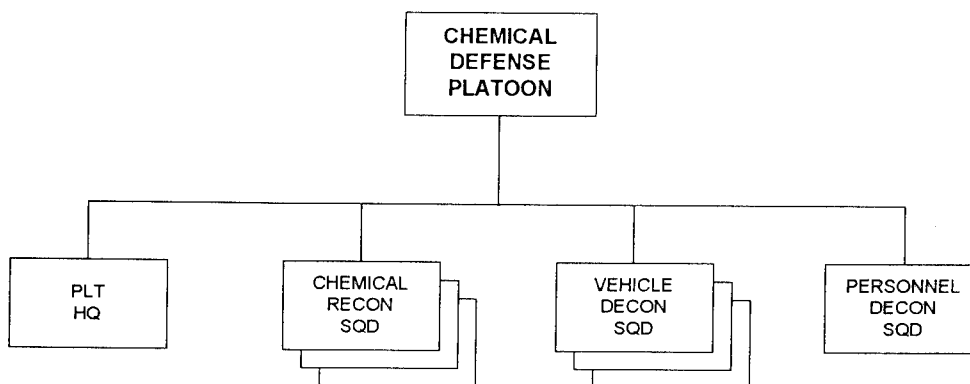 CHEMICAL
DEFENSE
PLATOON
PLT
HQ
CHEMICAL
RECON
SQD
VEHICLE
DECON
SQD
PERSONNEL
DECON
SQD